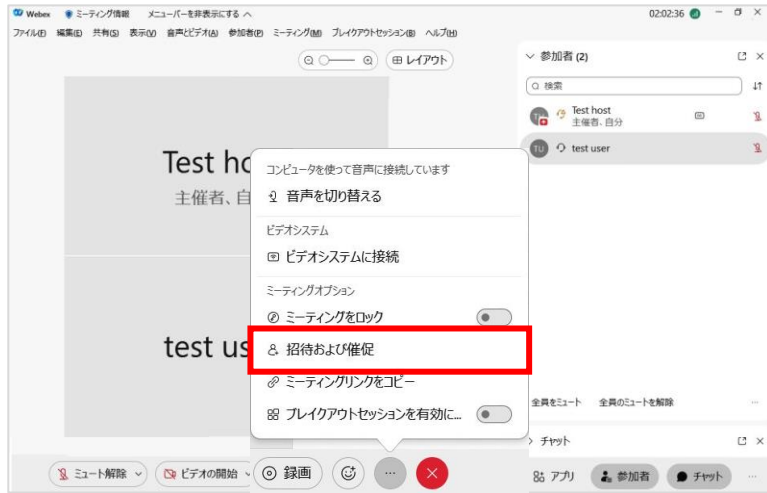 Webex ミーティング情報 メニューバーを非表示にする 02:02:36
ファイル(F) 編集(E) 共有(S) 表示(V) 音声とビデオ(A) 参加者(P) ミーティング(M) ブレイクアウトセッション(B) ヘルプ(H)
レイアウト
参加者 (2)
検索
Test host
主催者、自分
TU test user
Test ho
主催者、自
test us
コンピュータを使って音声に接続しています
音声を切り替える
ビデオシステム
ビデオシステムに接続
ミーティングオプション
ミーティングをロック
招待および催促
ミーティングリンクをコピー
ブレイクアウトセッションを有効に...
全員をミュート 全員のミュートを解除
チャット
ミュート解除 ビデオの開始 録画 アプリ 参加者 チャット